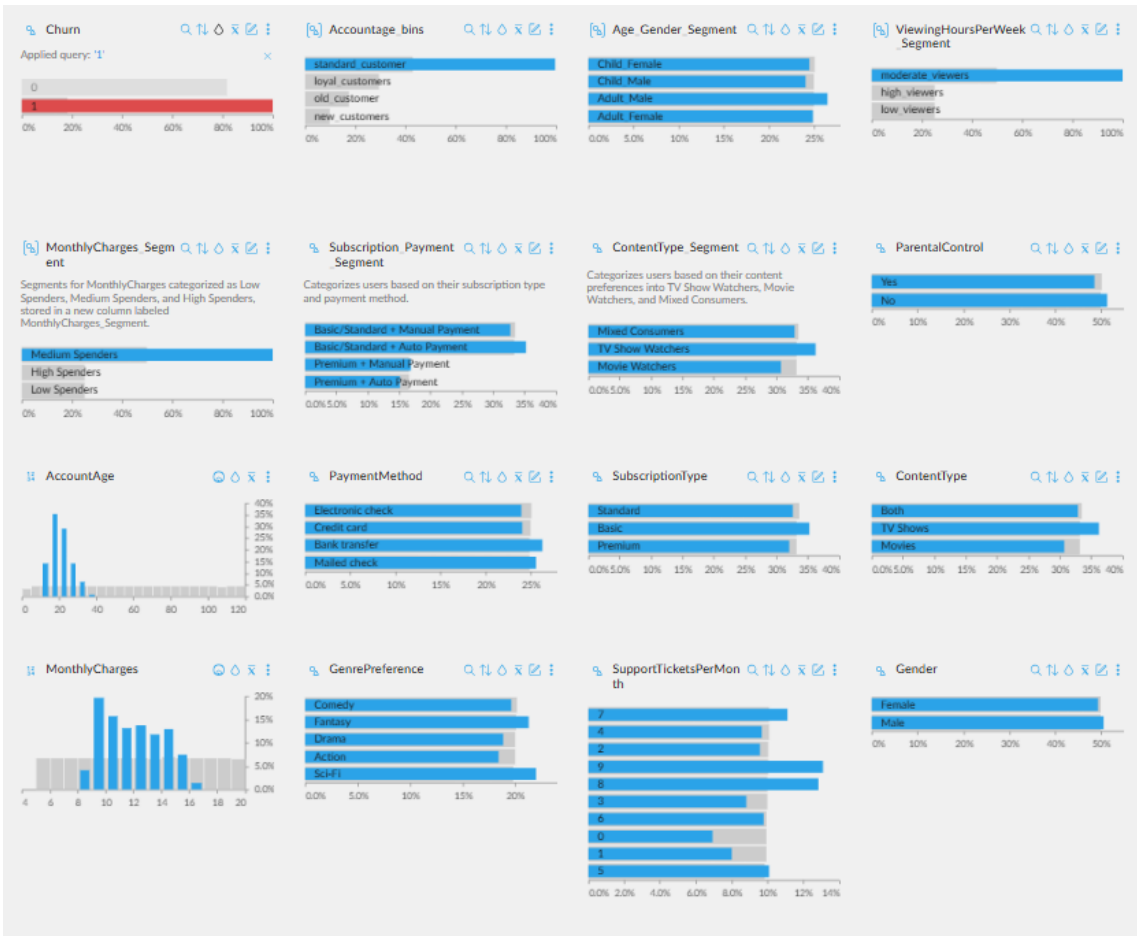 Churn
Applied query: '1'
0
1
0% 20% 40% 60% 80% 100%
Accountage_bins
standard_customer
loyal_customers
old_customer
new_customers
0% 20% 40% 60% 80% 100%
Age_Gender_Segment
Child_Female
Child_Male
Adult_Male
Adult_Female
0.0% 5.0% 10% 15% 20% 25%
ViewingHoursPerWeek
_Segment
moderate_viewers
high_viewers
low_viewers
0% 20% 40% 60% 80% 100%
MonthlyCharges_Segm
ent
Segments for MonthlyCharges categorized as Low
Spenders, Medium Spenders, and High Spenders,
stored in a new column labeled
MonthlyCharges_Segment.
Medium Spenders
High Spenders
Low Spenders
0% 20% 40% 60% 80% 100%
Subscription_Payment
_Segment
Categorizes users based on their subscription type
and payment method.
Basic/Standard + Manual Payment
Basic/Standard + Auto Payment
Premium + Manual Payment
Premium + Auto Payment
0.0% 5.0% 10% 15% 20% 25% 30% 35% 40%
ContentType_Segment
Categorizes users based on their content
preferences into TV Show Watchers, Movie
Watchers, and Mixed Consumers.
Mixed Consumers
TV Show Watchers
Movie Watchers
0.0% 5.0% 10% 15% 20% 25% 30% 35% 40%
ParentalControl
Yes
No
0% 10% 20% 30% 40% 50%
AccountAge
40%
35%
30%
25%
20%
15%
10%
5.0%
0.0%
0 20 40 60 80 100 120
PaymentMethod
Electronic check
Credit card
Bank transfer
Mailed check
0.0% 5.0% 10% 15% 20% 25%
SubscriptionType
Standard
Basic
Premium
0.0% 5.0% 10% 15% 20% 25% 30% 35% 40%
ContentType
Both
TV Shows
Movies
0.0% 5.0% 10% 15% 20% 25% 30% 35% 40%
MonthlyCharges
20%
15%
10%
5.0%
0.0%
4 6 8 10 12 14 16 18 20
GenrePreference
Comedy
Fantasy
Drama
Action
Sci-Fi
0.0% 5.0% 10% 15% 20%
SupportTicketsPerMon
th
7
4
2
9
8
3
6
0
1
5
0.0% 2.0% 4.0% 6.0% 8.0% 10% 12% 14%
Gender
Female
Male
0% 10% 20% 30% 40% 50%